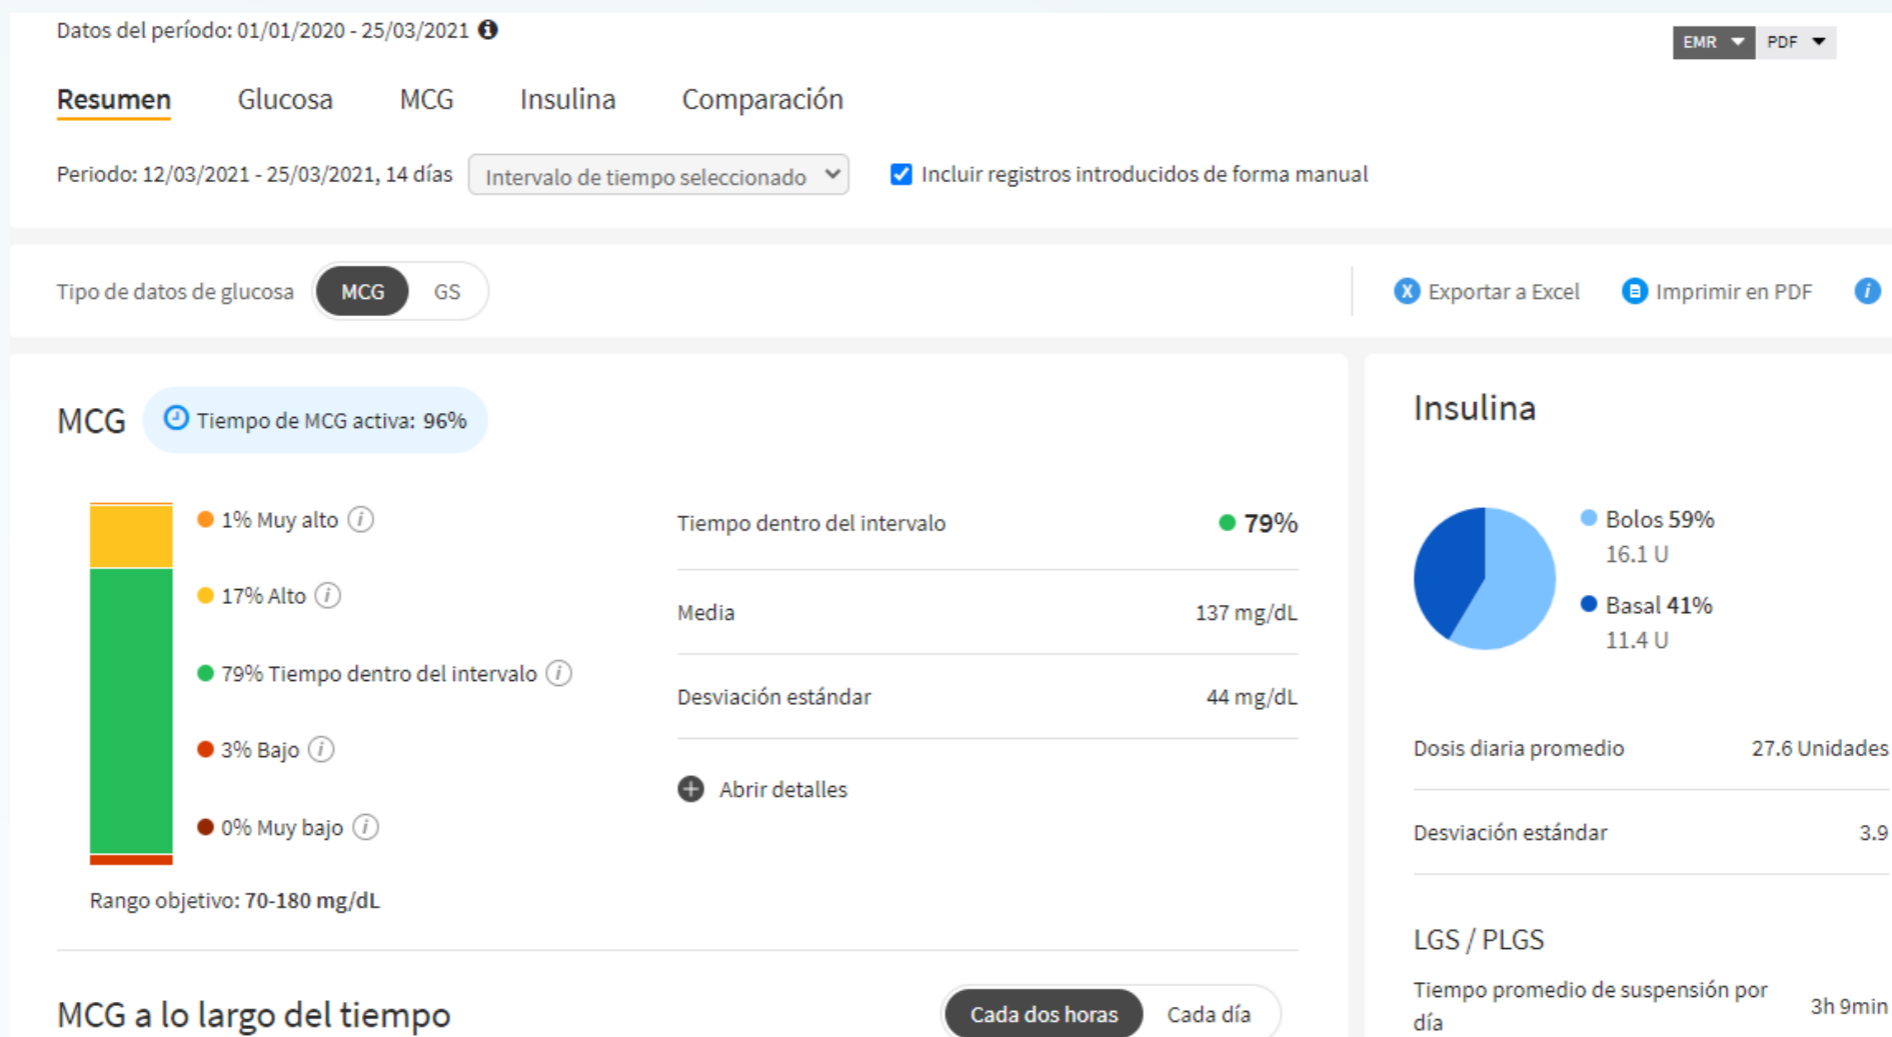 Datos del período: 01/01/2020 - 25/03/2021
EMR PDF
Resumen Glucosa MCG Insulina Comparación
Periodo: 12/03/2021 - 25/03/2021, 14 días Intervalo de tiempo seleccionado Incluir registros introducidos de forma manual
Tipo de datos de glucosa MCG GS
Exportar a Excel Imprimir en PDF
MCG Tiempo de MCG activa: 96%
1% Muy alto
17% Alto
79% Tiempo dentro del intervalo
3% Bajo
0% Muy bajo
Rango objetivo: 70-180 mg/dL
Tiempo dentro del intervalo 79%
Media 137 mg/dL
Desviación estándar 44 mg/dL
Abrir detalles
MCG a lo largo del tiempo Cada dos horas Cada día
Insulina
Bolos 59%
16.1 U
Basal 41%
11.4 U
Dosis diaria promedio 27.6 Unidades
Desviación estándar 3.9
LGS / PLGS
Tiempo promedio de suspensión por
día 3h 9min